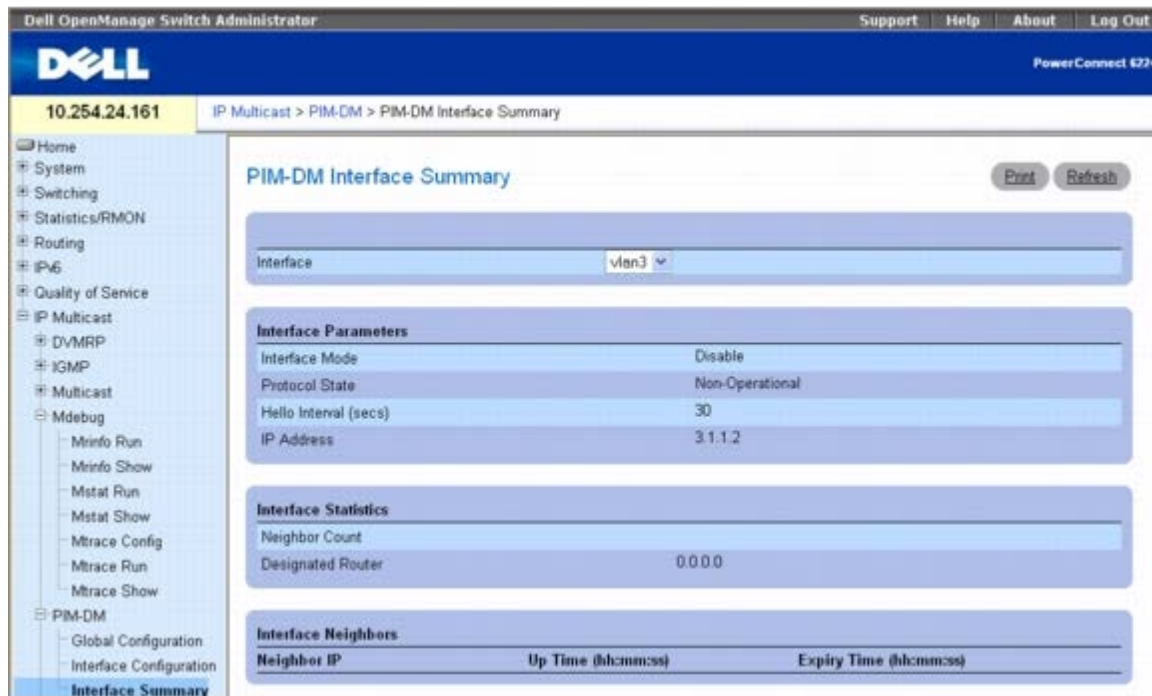 Dell OpenManage Switch Administrator
Support Help About Log Out
DELL
PowerConnect 622
10.254.24.161
IP Multicast > PIM-DM > PIM-DM Interface Summary
Home
System
Switching
Statistics/RMON
Routing
IPv6
Quality of Service
IP Multicast
DVMRP
IGMP
Multicast
Mdebug
Mrinfo Run
Mrinfo Show
Mstat Run
Mstat Show
Mtrace Config
Mtrace Run
Mtrace Show
PIM-DM
Global Configuration
Interface Configuration
Interface Summary
PIM-DM Interface Summary
Print Refresh
Interface vlan3
Interface Parameters
Interface Mode Disable
Protocol State Non-Operational
Hello Interval (secs) 30
IP Address 3.1.1.2
Interface Statistics
Neighbor Count
Designated Router 0.0.0.0
Interface Neighbors
Neighbor IP Up Time (hh:mm:ss) Expiry Time (hh:mm:ss)